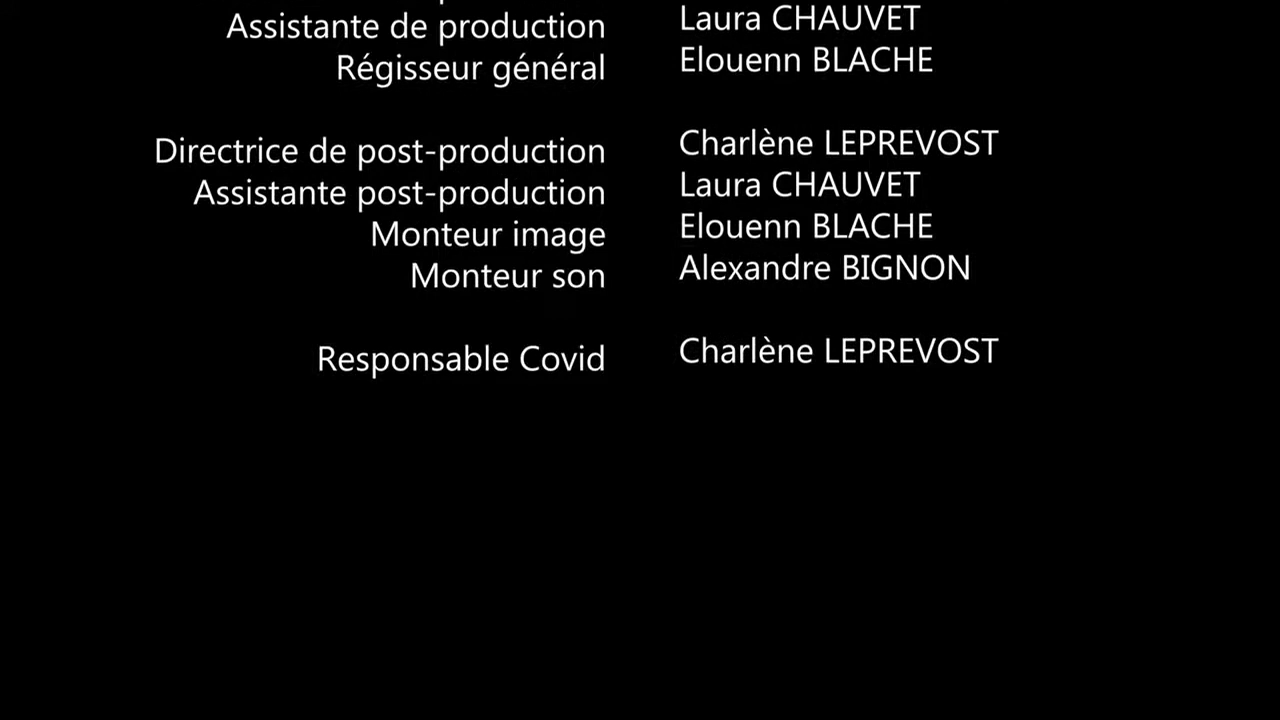 Assistante de production Laura CHAUVET
Régisseur général Elouenn BLACHE
Directrice de post-production Charlène LEPREVOST
Assistante post-production Laura CHAUVET
Monteur image Elouenn BLACHE
Monteur son Alexandre BIGNON
Responsable Covid Charlène LEPREVOST